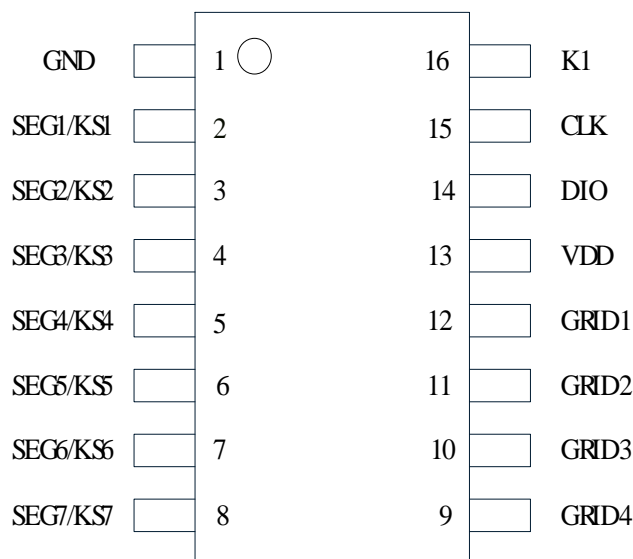 GND 1 16 K1
SEG1/KS1 2 15 CLK
SEG2/KS2 3 14 DIO
SEG3/KS3 4 13 VDD
SEG4/KS4 5 12 GRID1
SEG5/KS5 6 11 GRID2
SEG6/KS6 7 10 GRID3
SEG7/KS7 8 9 GRID4